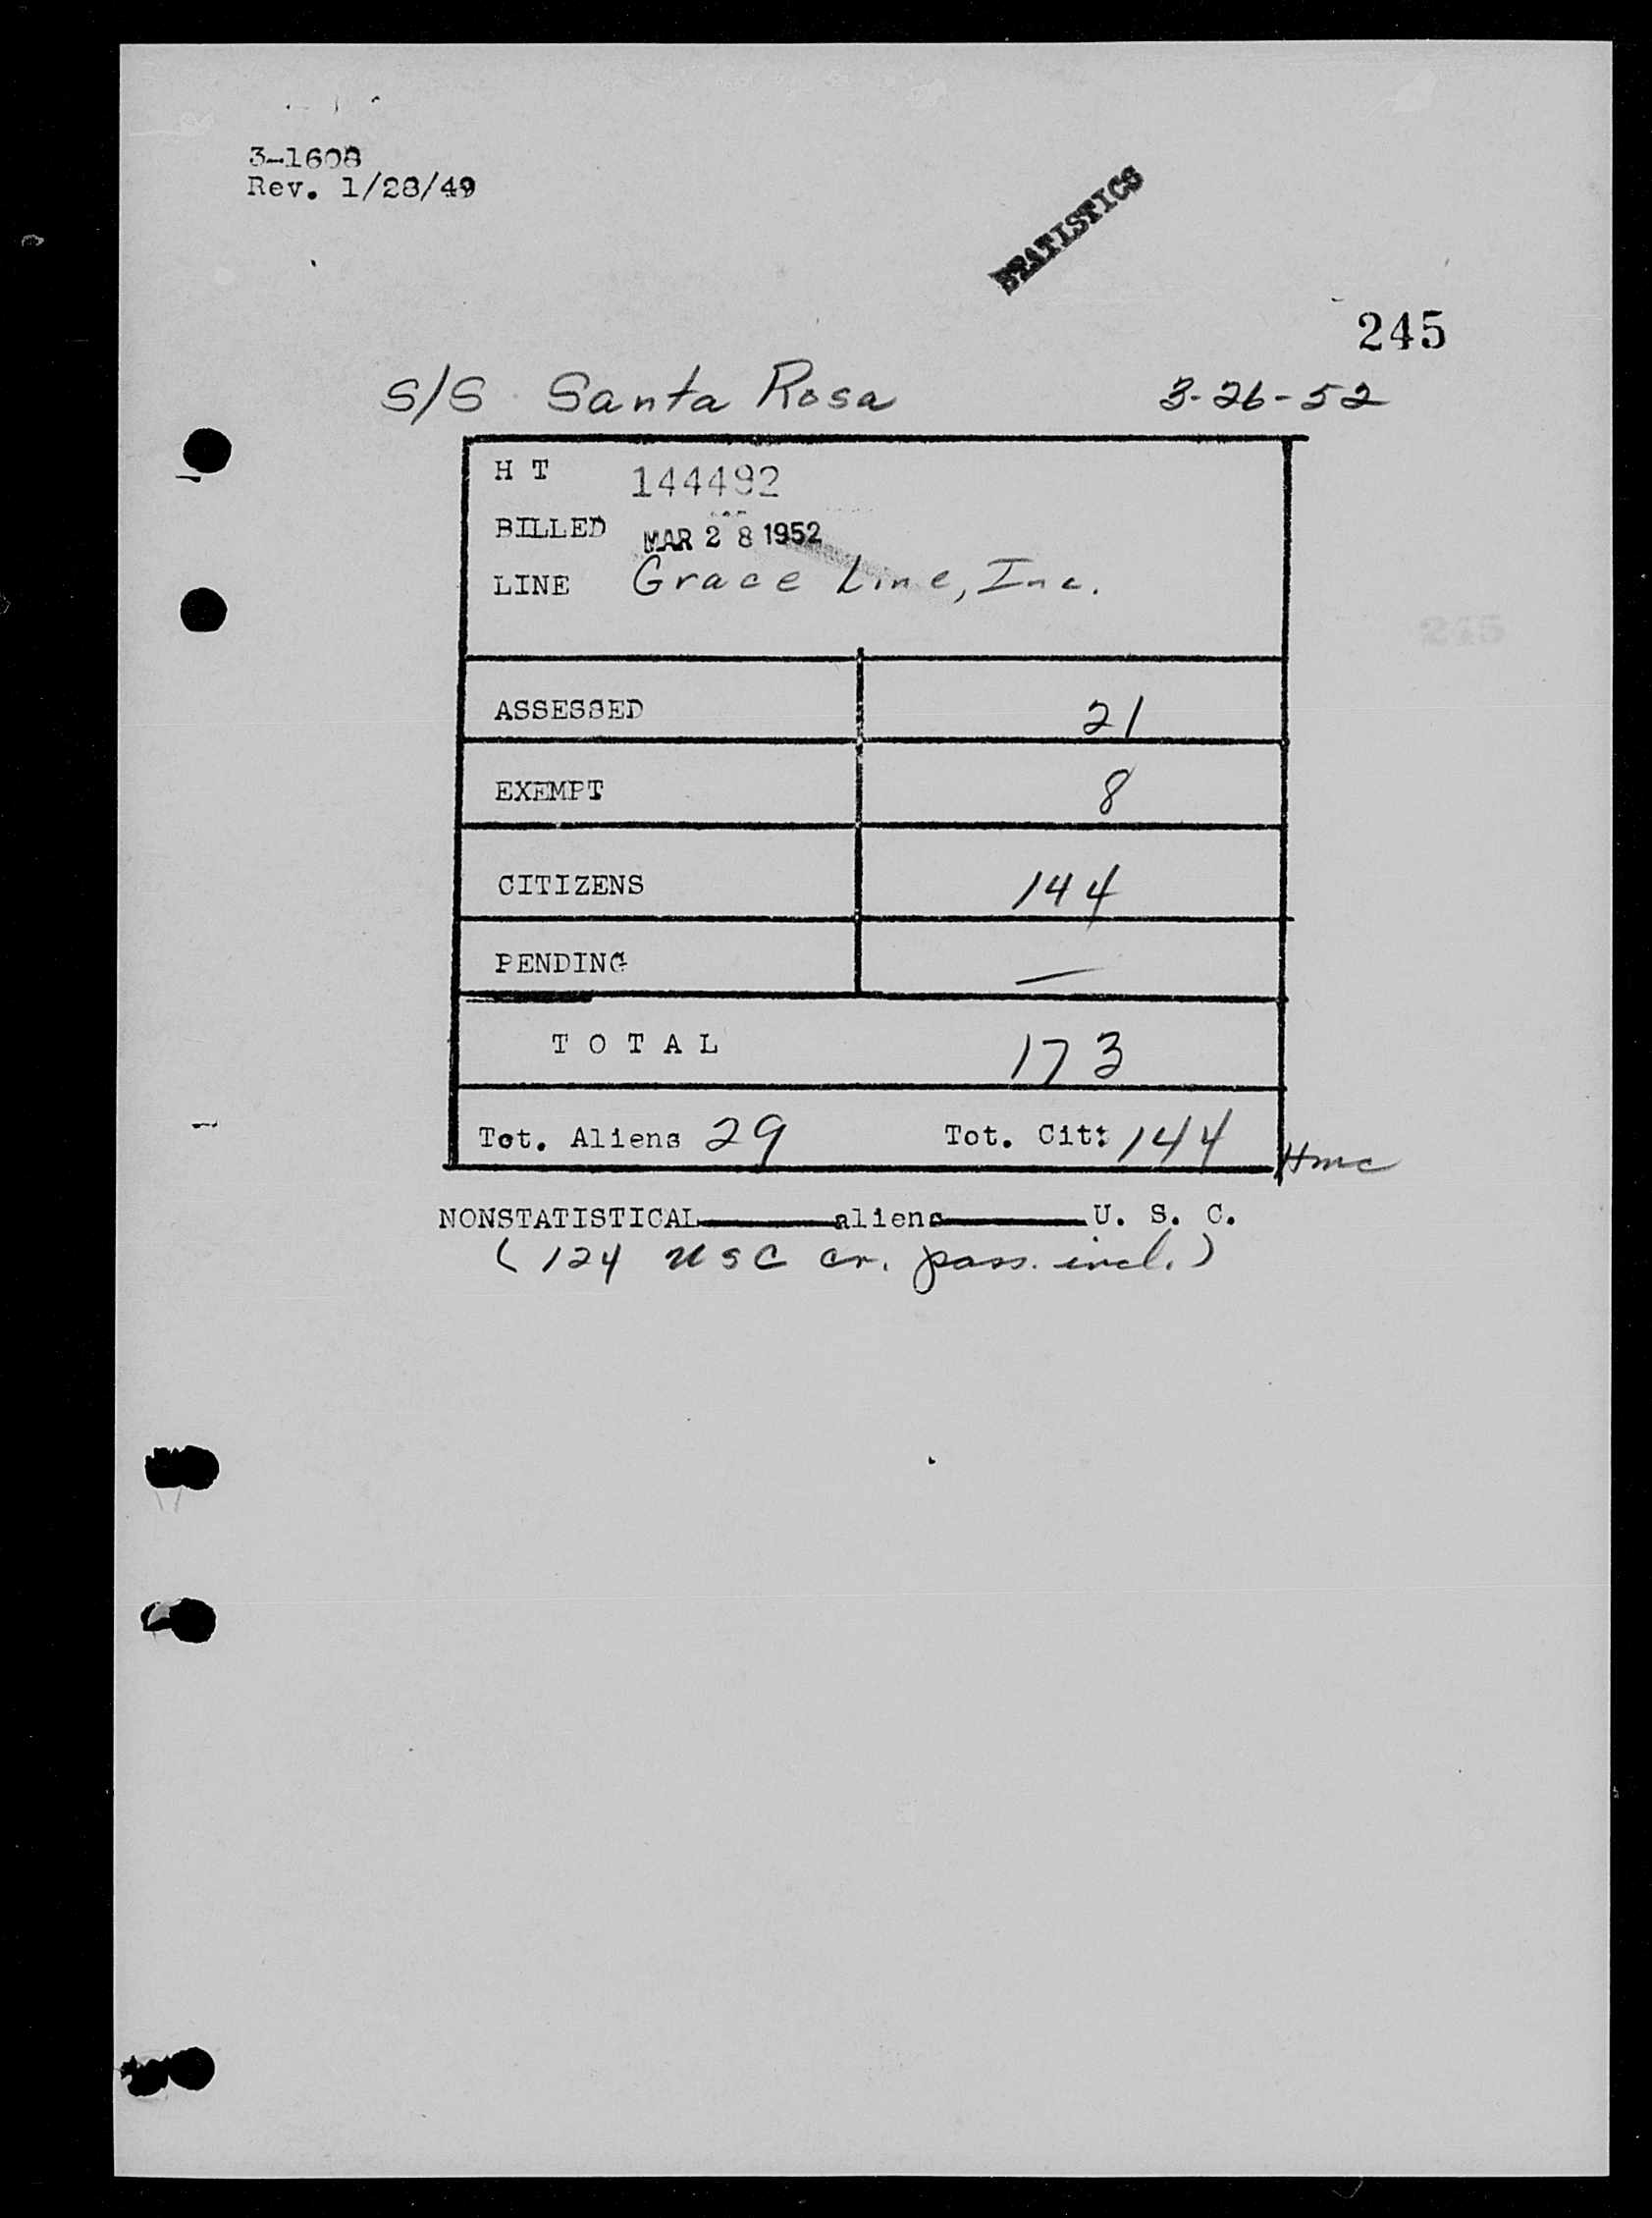 3-1608
Rev. 1/28/49
STATISTICS
245
S/S Santa Rosa 3-26-52
H T 144492
BILLED MAR 28 1952
LINE Grace Line, Inc.
245
ASSESSED 21
EXEMPT 8
CITIZENS 144
PENDING —
T O T A L 173
Tot. Aliens 29 Tot. Cit: 144
Hmc
NONSTATISTICAL aliens U. S. C.
(124 USC cr. pass. incl.)